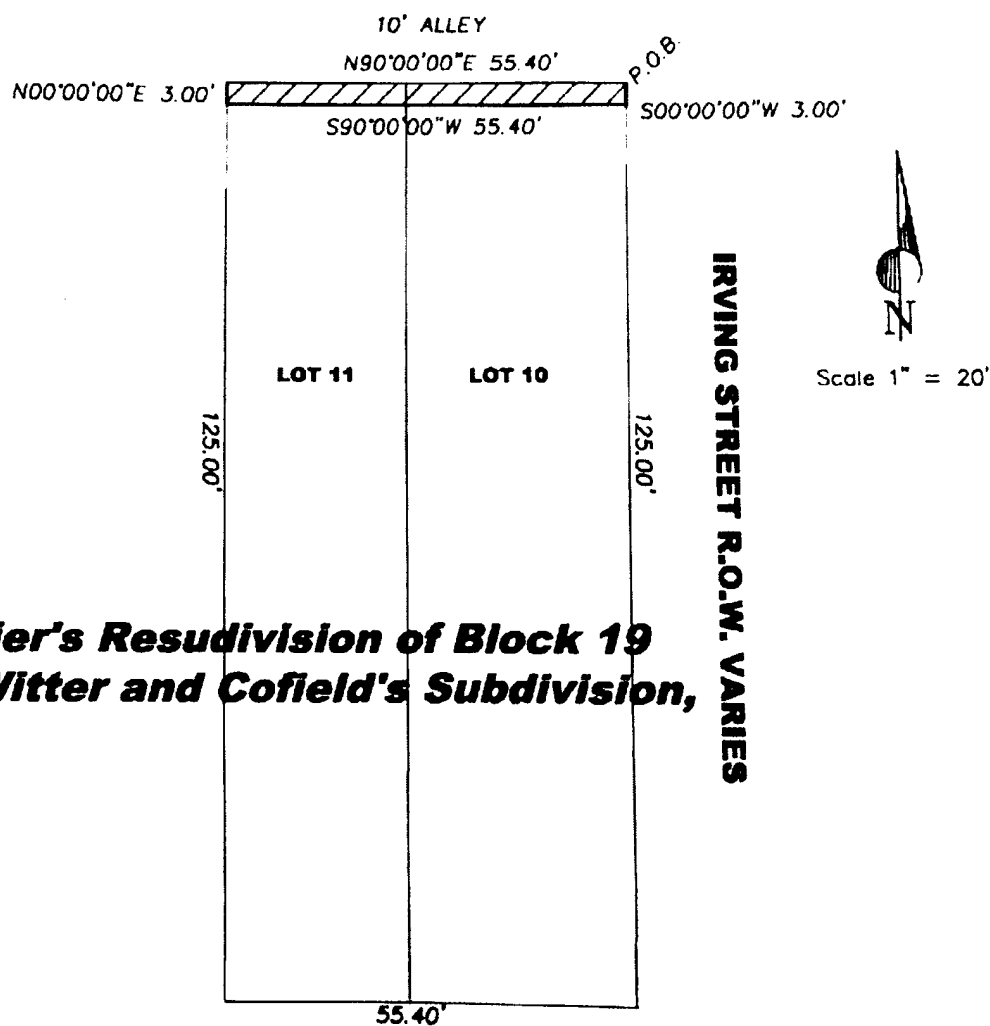 10' ALLEY
N90°00'00"E 55.40'
P.O.B.
N00°00'00"E 3.00'
S00°00'00"W 3.00'
S90°00'00"W 55.40'
IRVING STREET R.O.W. VARIES
N
Scale 1" = 20'
LOT 11
LOT 10
125.00'
125.00'
ier's Resudivision of Block 19
Witter and Cofield's Subdivision,
55.40'